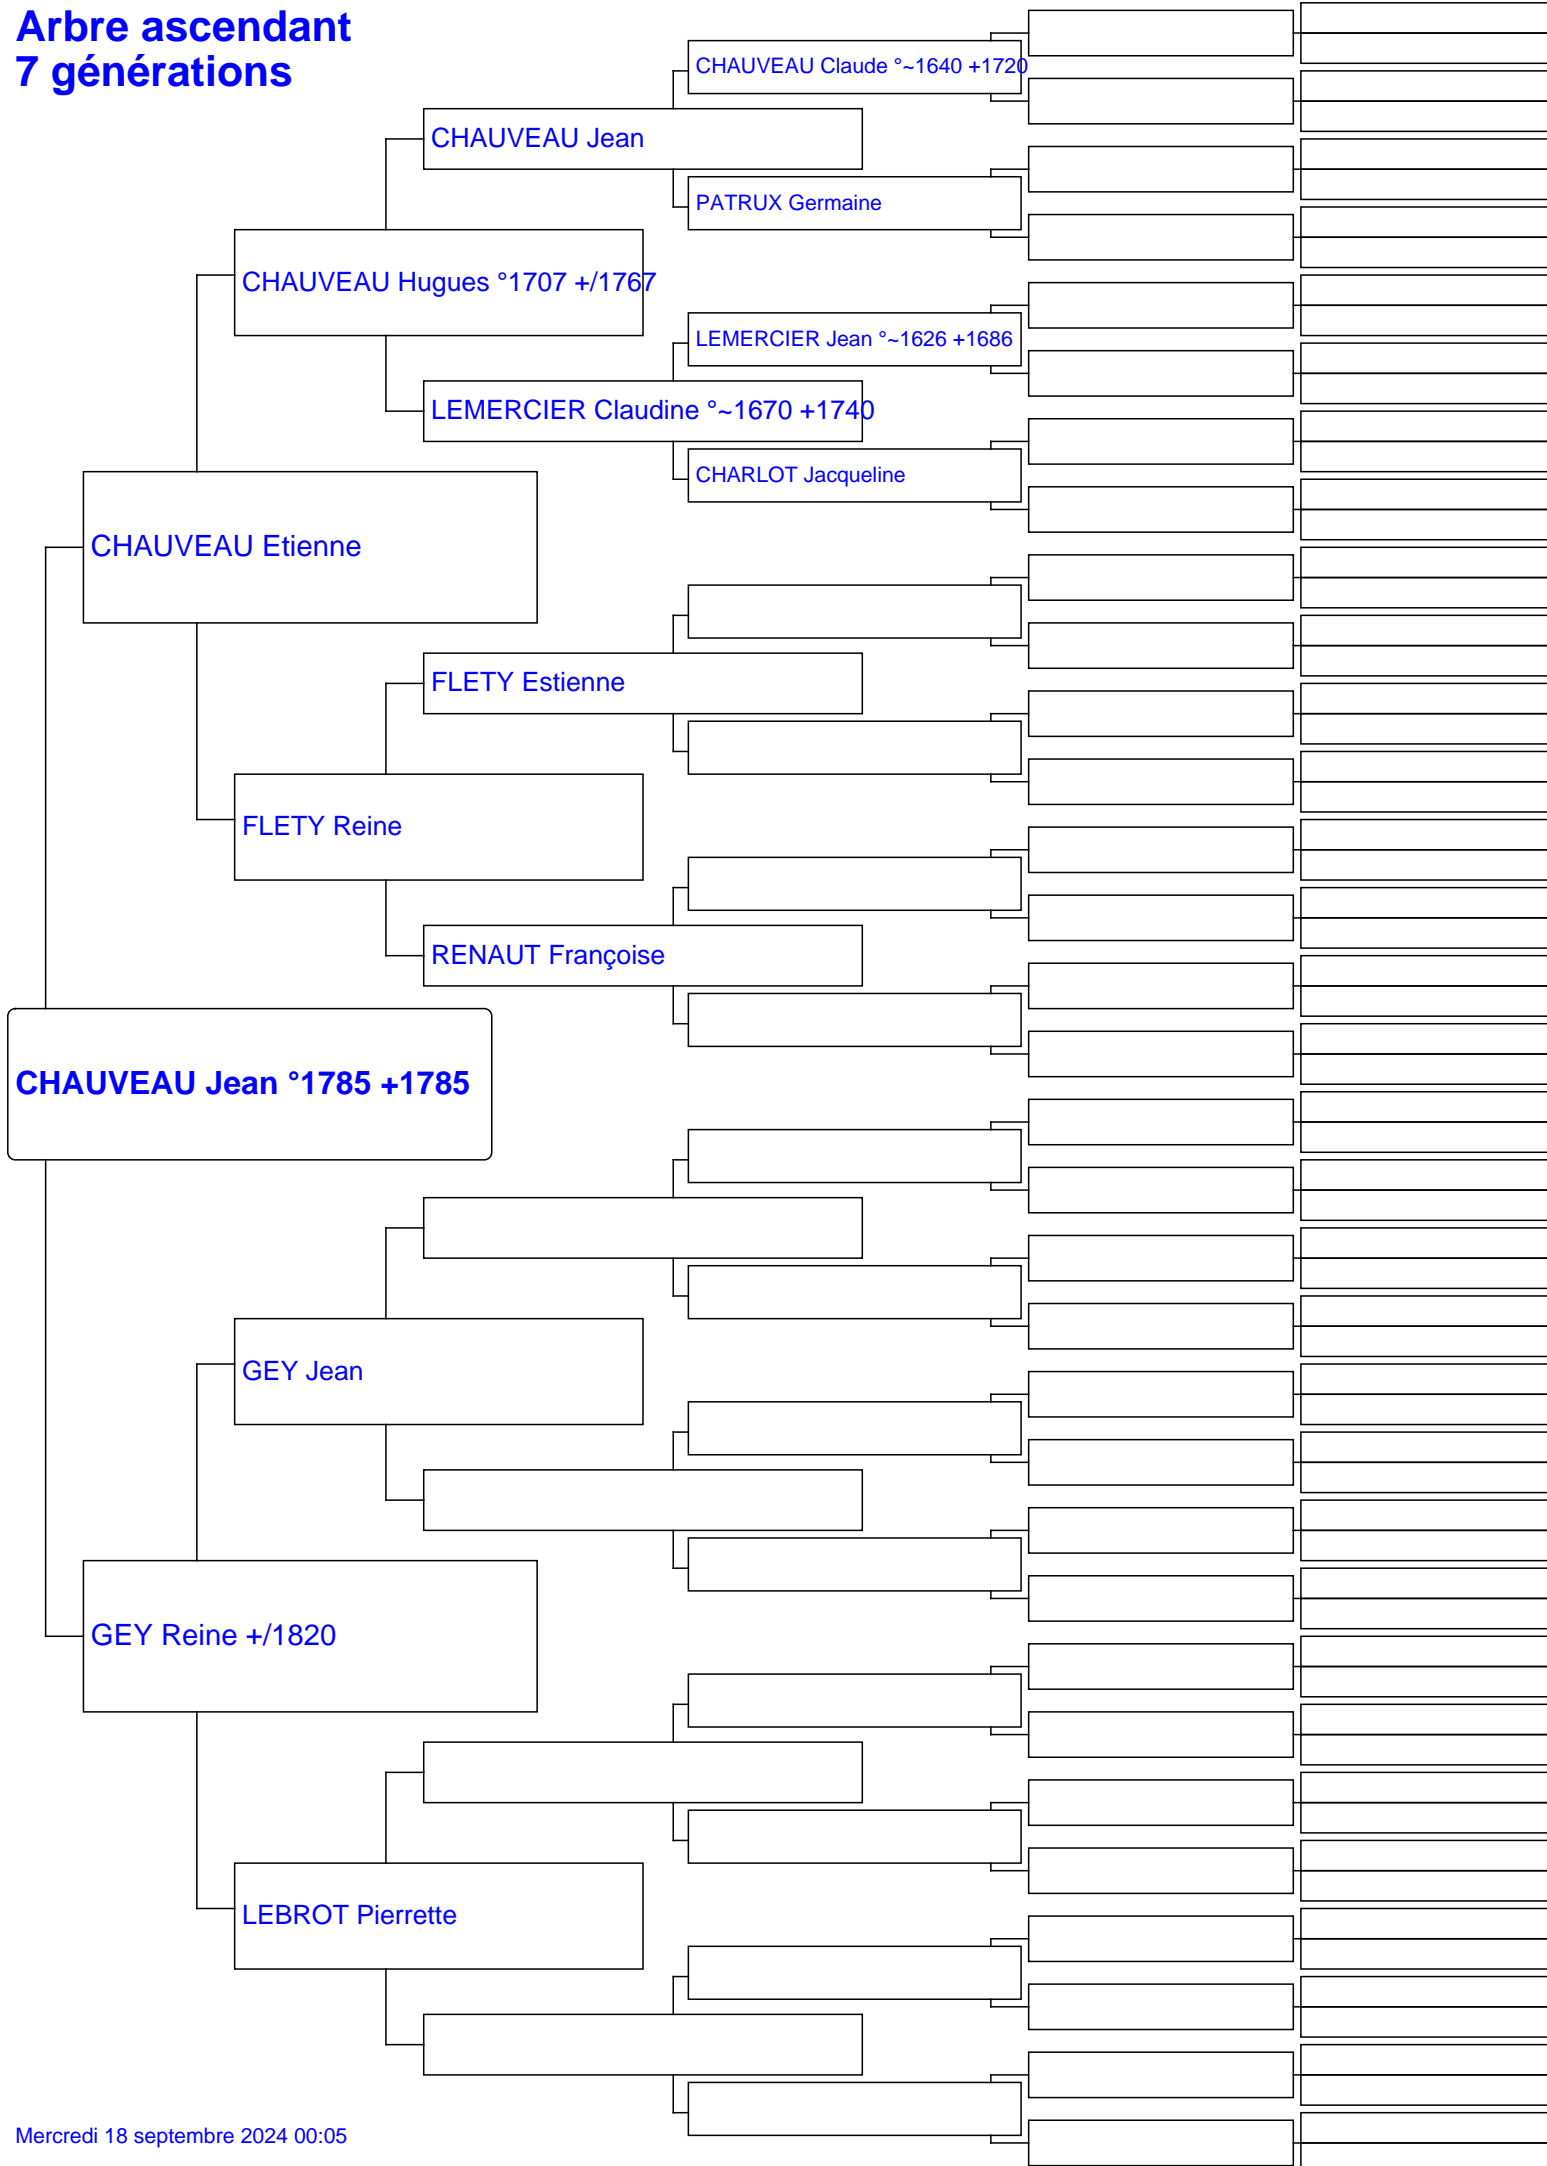 Arbre ascendant
7 générations
CHAUVEAU Claude °~1640 +1720
CHAUVEAU Jean
PATRUX Germaine
CHAUVEAU Hugues °1707 +/1767
LEMERCIER Jean °~1626 +1686
LEMERCIER Claudine °~1670 +1740
CHARLOT Jacqueline
CHAUVEAU Etienne
FLETY Estienne
FLETY Reine
RENAUT Françoise
CHAUVEAU Jean °1785 +1785
GEY Jean
GEY Reine +/1820
LEBROT Pierrette
Mercredi 18 septembre 2024 00:05